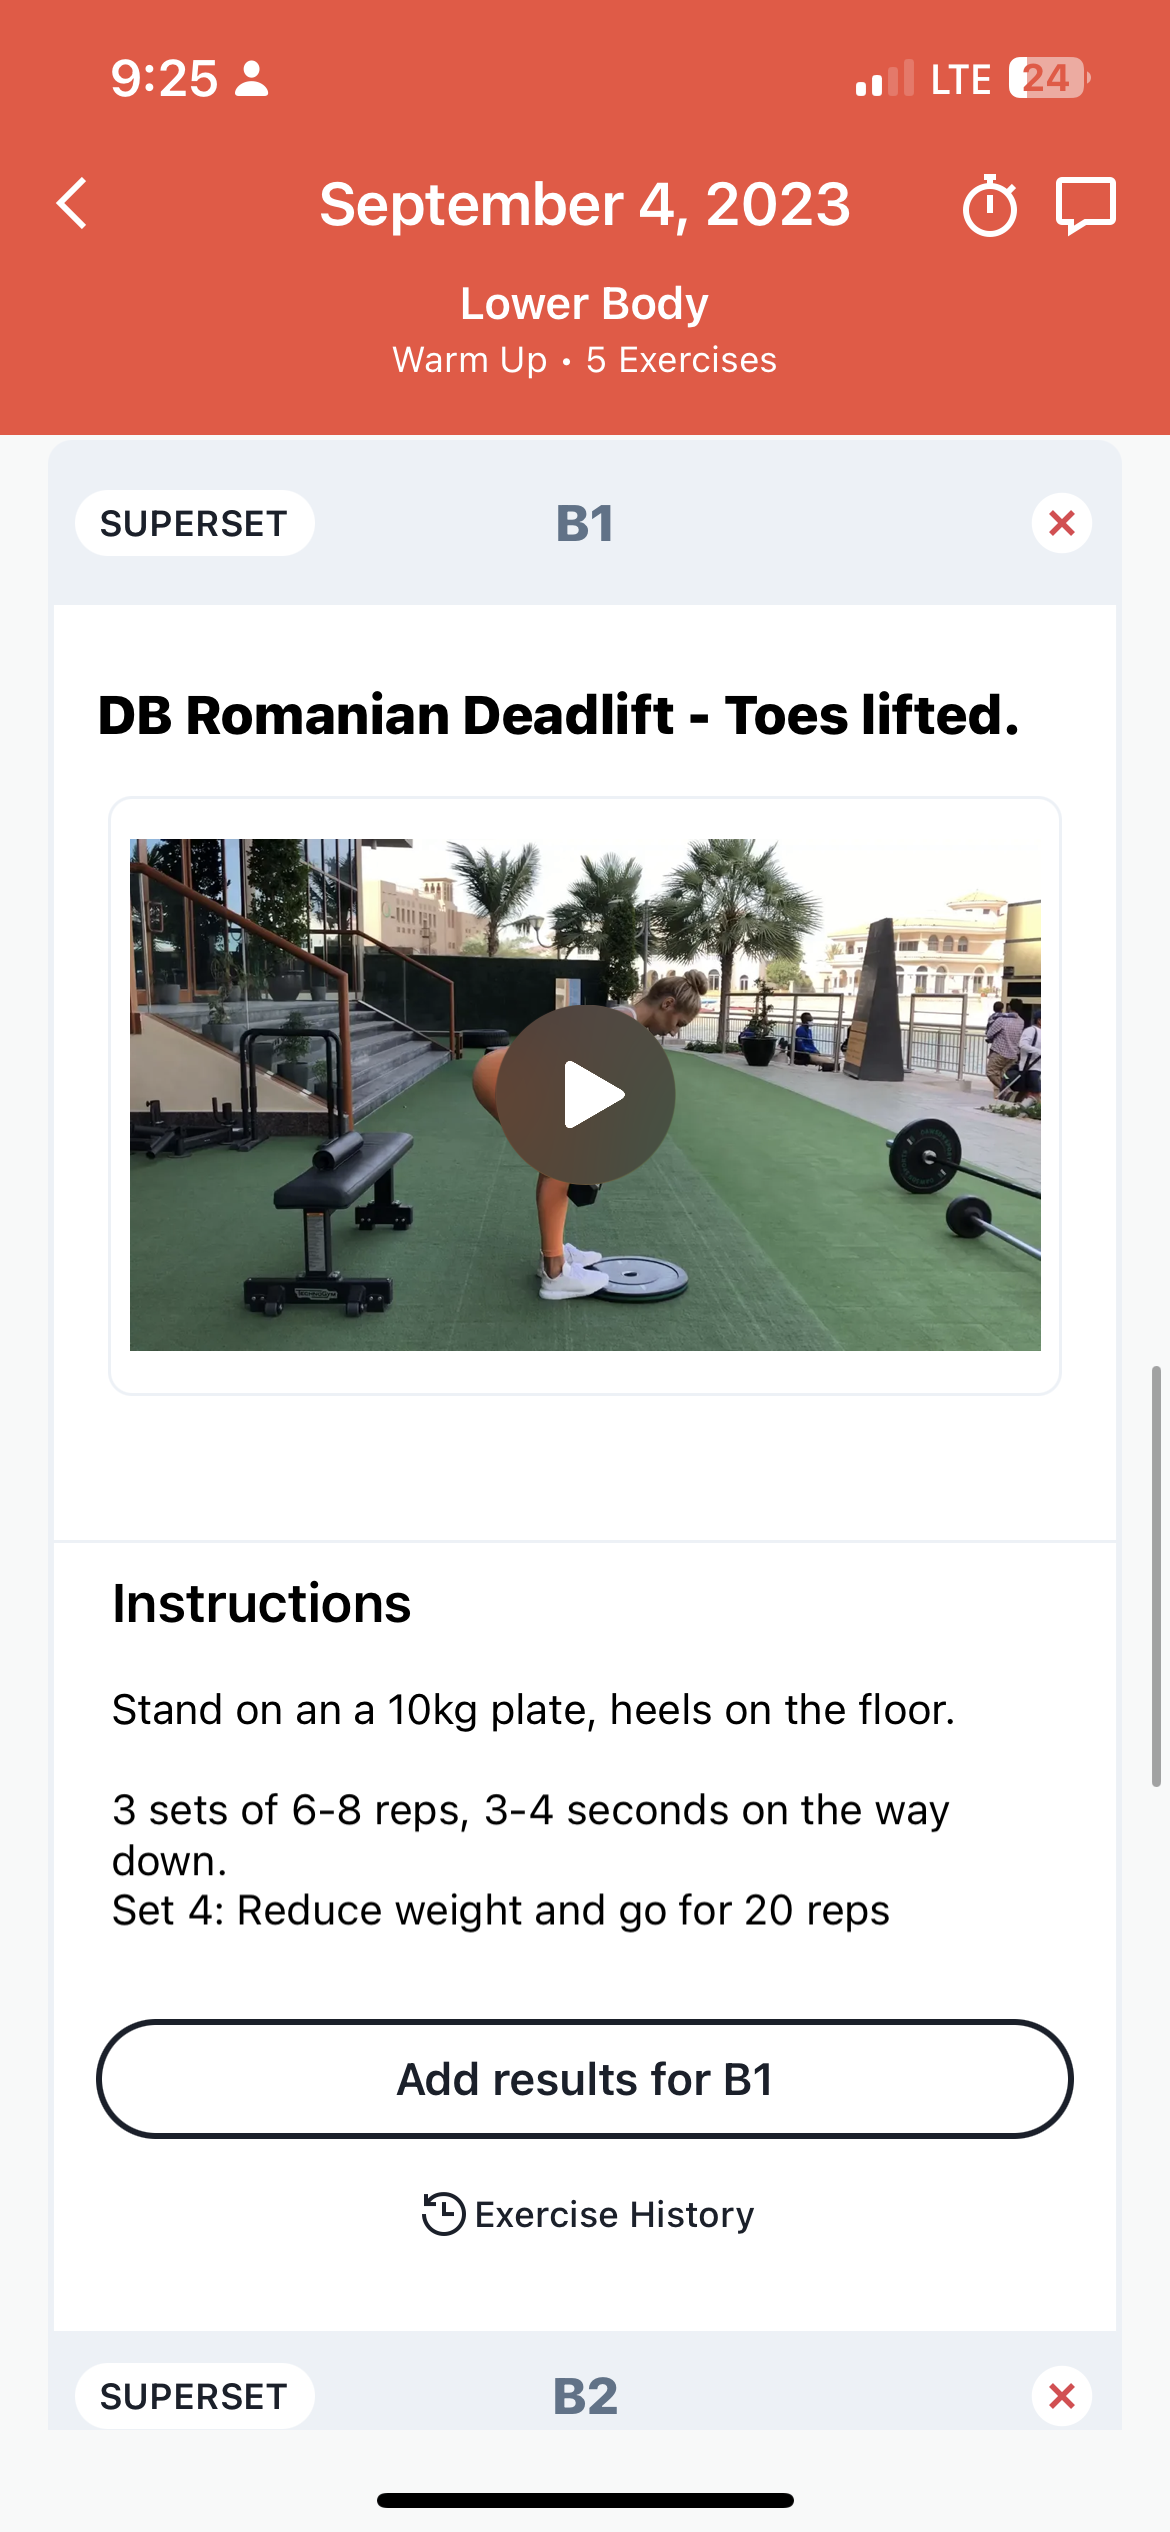 9:25
LTE 24
September 4, 2023
Lower Body
Warm Up • 5 Exercises
SUPERSET
B1
DB Romanian Deadlift - Toes lifted.
TECHNOGYM
Instructions
Stand on an a 10kg plate, heels on the floor.
3 sets of 6-8 reps, 3-4 seconds on the way
down.
Set 4: Reduce weight and go for 20 reps
Add results for B1
Exercise History
SUPERSET
B2